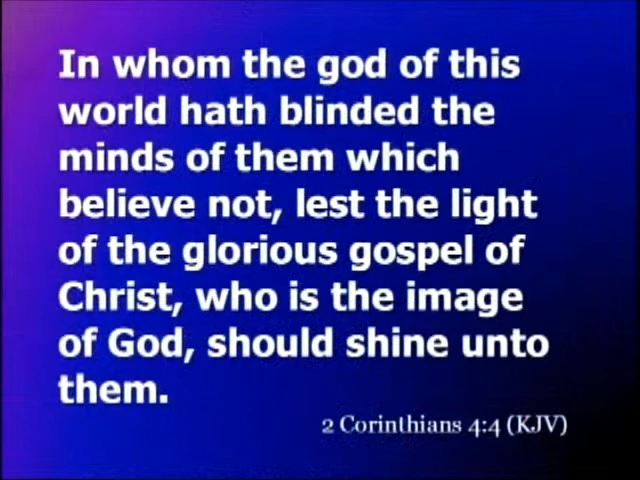 In whom the god of this
world hath blinded the
minds of them which
believe not, lest the light
of the glorious gospel of
Christ, who is the image
of God, should shine unto
them.
2 Corinthians 4:4 (KJV)